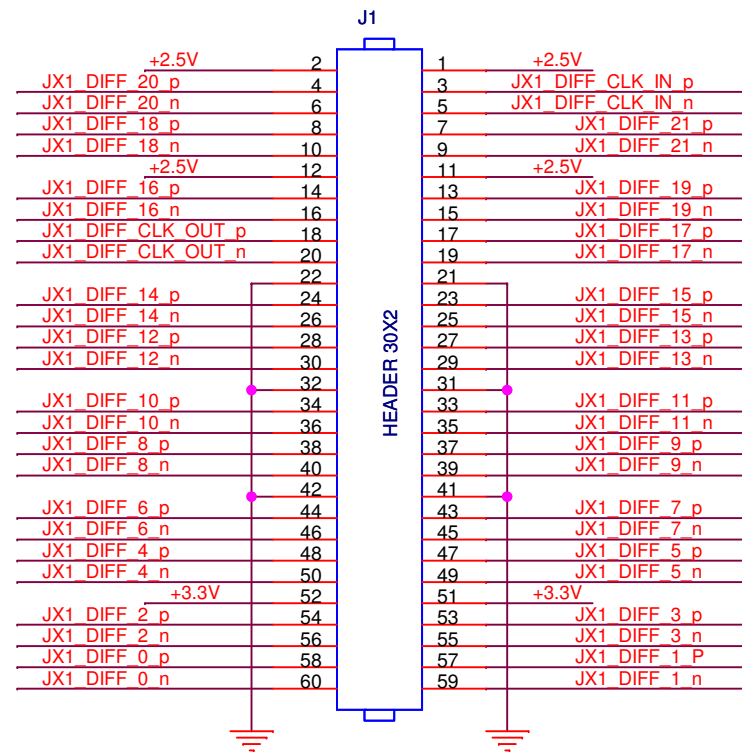 J1
+2.5V 2 1 +2.5V
JX1_DIFF_20_p 4 3 JX1_DIFF_CLK_IN_p
JX1_DIFF_20_n 6 5 JX1_DIFF_CLK_IN_n
JX1_DIFF_18_p 8 7 JX1_DIFF_21_p
JX1_DIFF_18_n 10 9 JX1_DIFF_21_n
+2.5V 12 11 +2.5V
JX1_DIFF_16_p 14 13 JX1_DIFF_19_p
JX1_DIFF_16_n 16 15 JX1_DIFF_19_n
JX1_DIFF_CLK_OUT_p 18 17 JX1_DIFF_17_p
JX1_DIFF_CLK_OUT_n 20 19 JX1_DIFF_17_n
22 21
JX1_DIFF_14_p 24 23 JX1_DIFF_15_p
JX1_DIFF_14_n 26 25 JX1_DIFF_15_n
JX1_DIFF_12_p 28 27 JX1_DIFF_13_p
JX1_DIFF_12_n 30 29 JX1_DIFF_13_n
32 31
JX1_DIFF_10_p 34 33 JX1_DIFF_11_p
JX1_DIFF_10_n 36 35 JX1_DIFF_11_n
JX1_DIFF_8_p 38 37 JX1_DIFF_9_p
JX1_DIFF_8_n 40 39 JX1_DIFF_9_n
42 41
JX1_DIFF_6_p 44 43 JX1_DIFF_7_p
JX1_DIFF_6_n 46 45 JX1_DIFF_7_n
JX1_DIFF_4_p 48 47 JX1_DIFF_5_p
JX1_DIFF_4_n 50 49 JX1_DIFF_5_n
+3.3V 52 51 +3.3V
JX1_DIFF_2_p 54 53 JX1_DIFF_3_p
JX1_DIFF_2_n 56 55 JX1_DIFF_3_n
JX1_DIFF_0_p 58 57 JX1_DIFF_1_P
JX1_DIFF_0_n 60 59 JX1_DIFF_1_n
HEADER 30X2